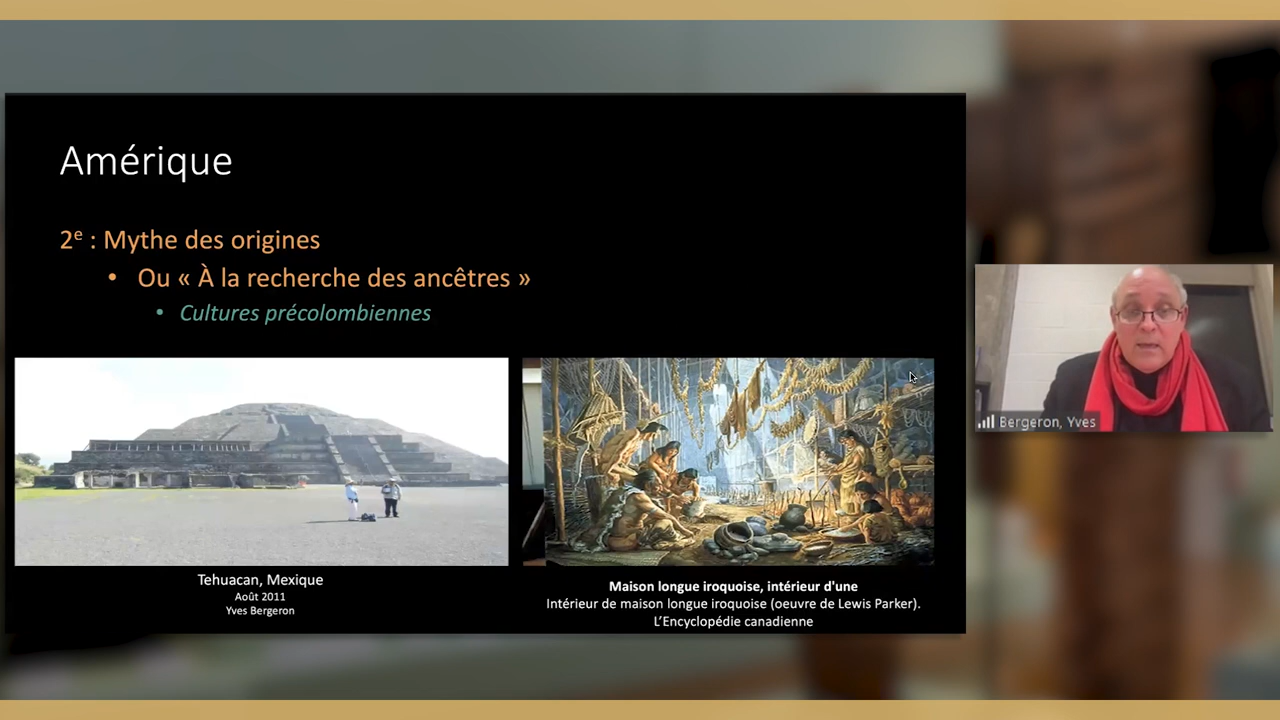 Amérique
2e : Mythe des origines
• Ou « À la recherche des ancêtres »
• Cultures précolombiennes
Tehuacan, Mexique
Août 2011
Yves Bergeron
Maison longue iroquoise, intérieur d'une
Intérieur de maison longue iroquoise (oeuvre de Lewis Parker).
L’Encyclopédie canadienne
Bergeron, Yves